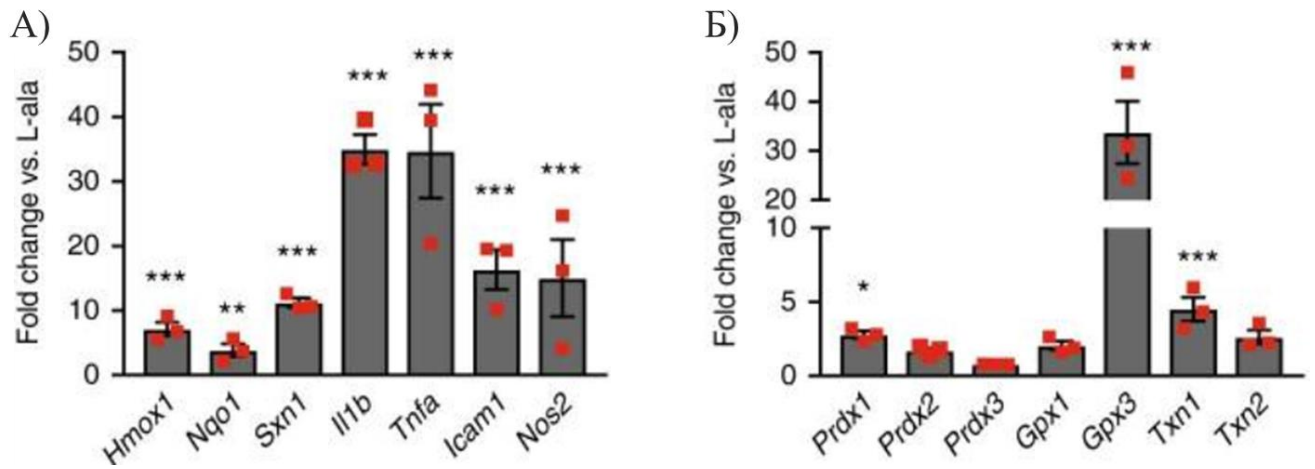 А)
Fold change vs. L-ala
50
40
30
20
10
0
***
**
***
***
***
***
***
Hmox1
Nqo1
Sxn1
Il1b
Tnfa
Icam1
Nos2
Б)
Fold change vs. L-ala
50
40
30
20
10
5
0
*
***
***
Prdx1
Prdx2
Prdx3
Gpx1
Gpx3
Txn1
Txn2